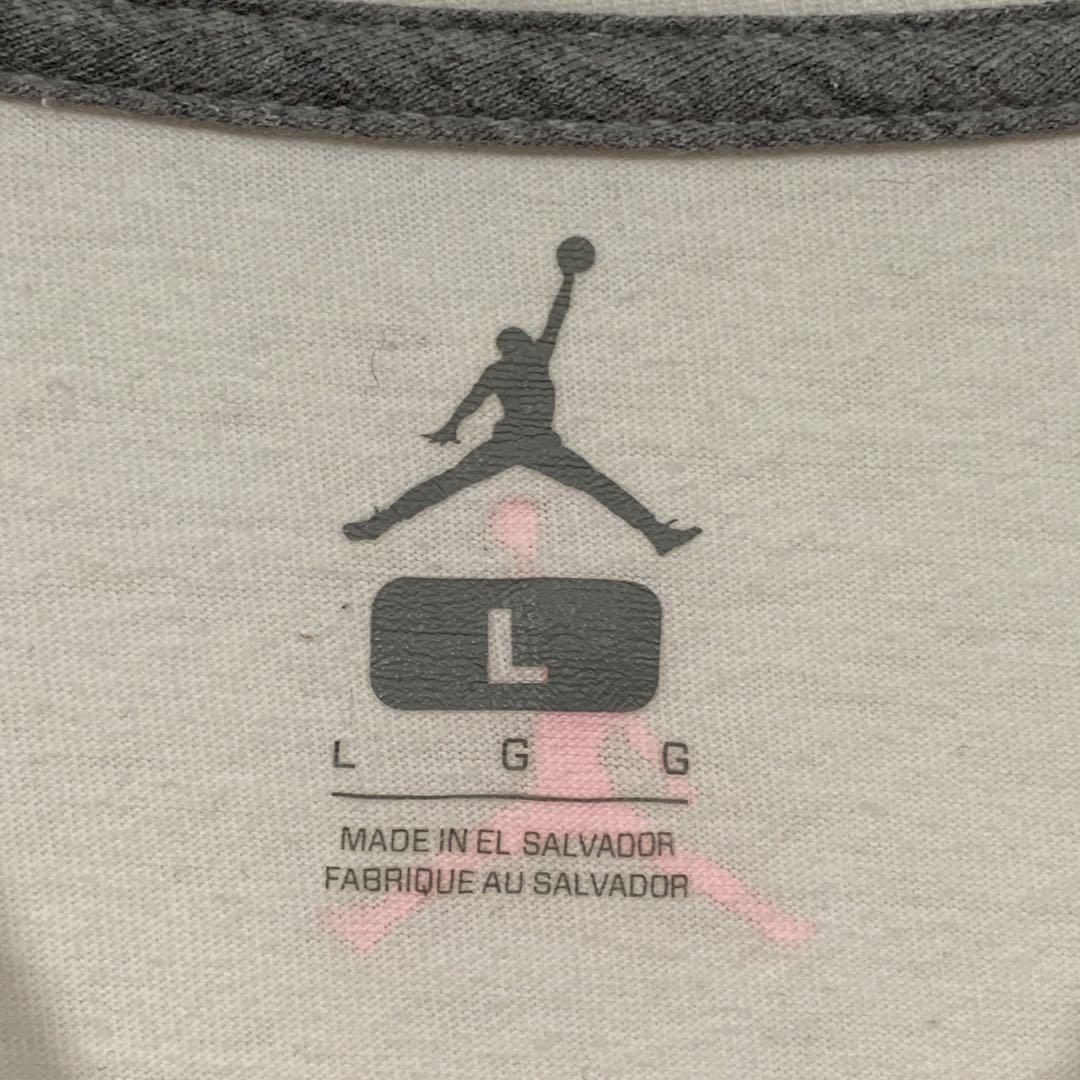 L
L G G
MADE IN EL SALVADOR
FABRIQUE AU SALVADOR